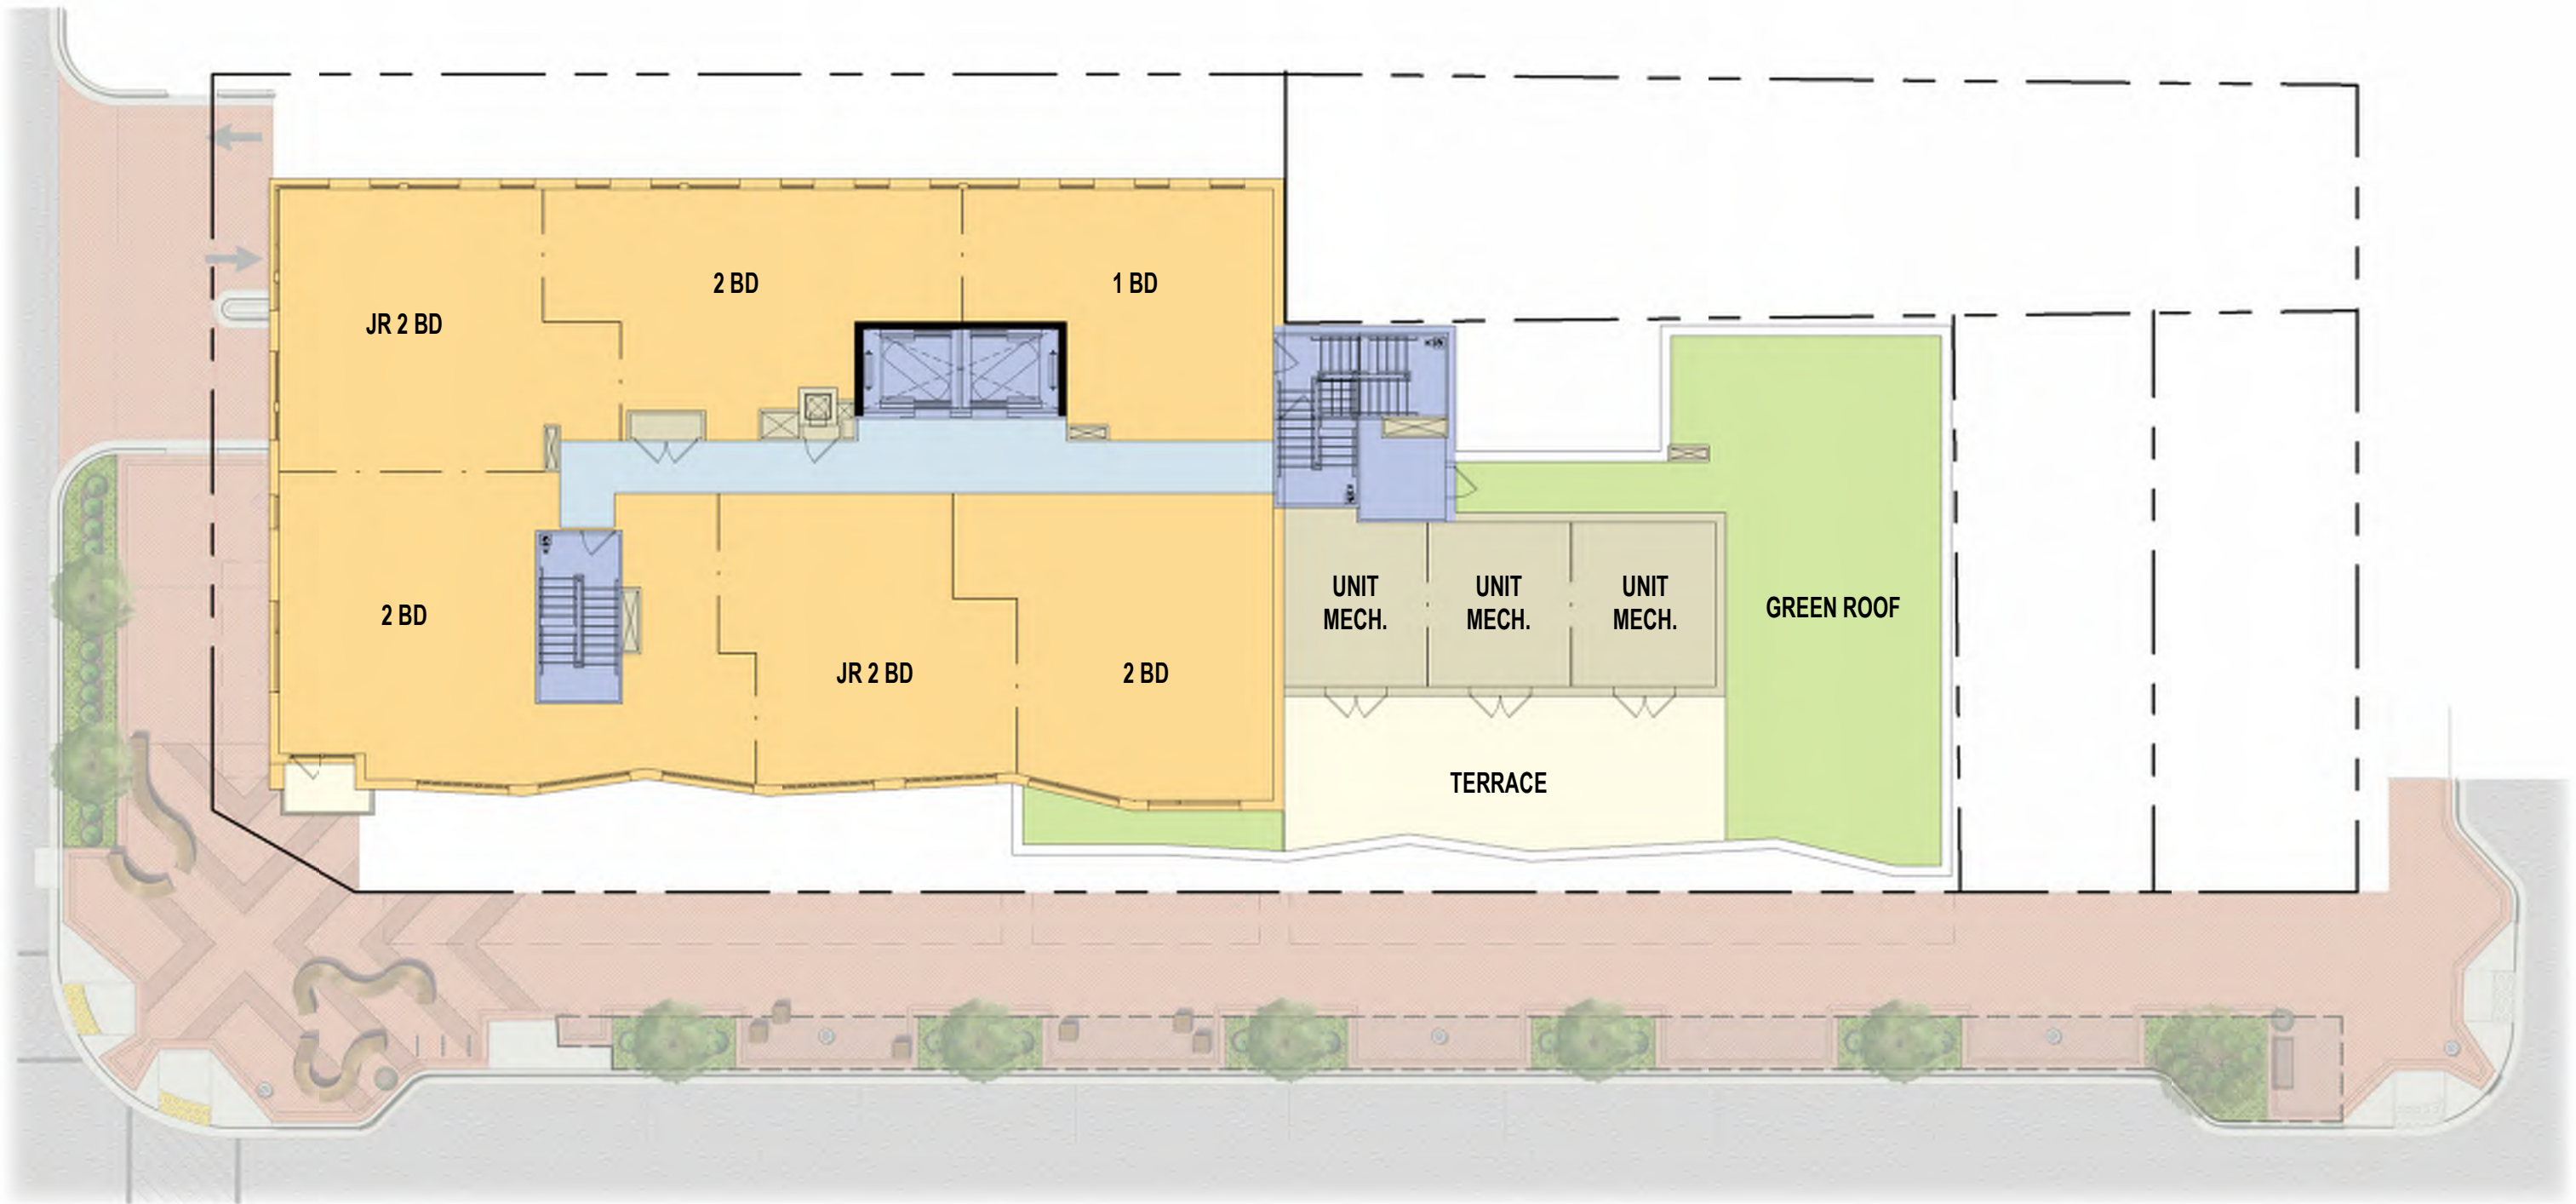 2 BD
1 BD
JR 2 BD
2 BD
JR 2 BD
2 BD
UNIT
MECH.
UNIT
MECH.
UNIT
MECH.
GREEN ROOF
TERRACE